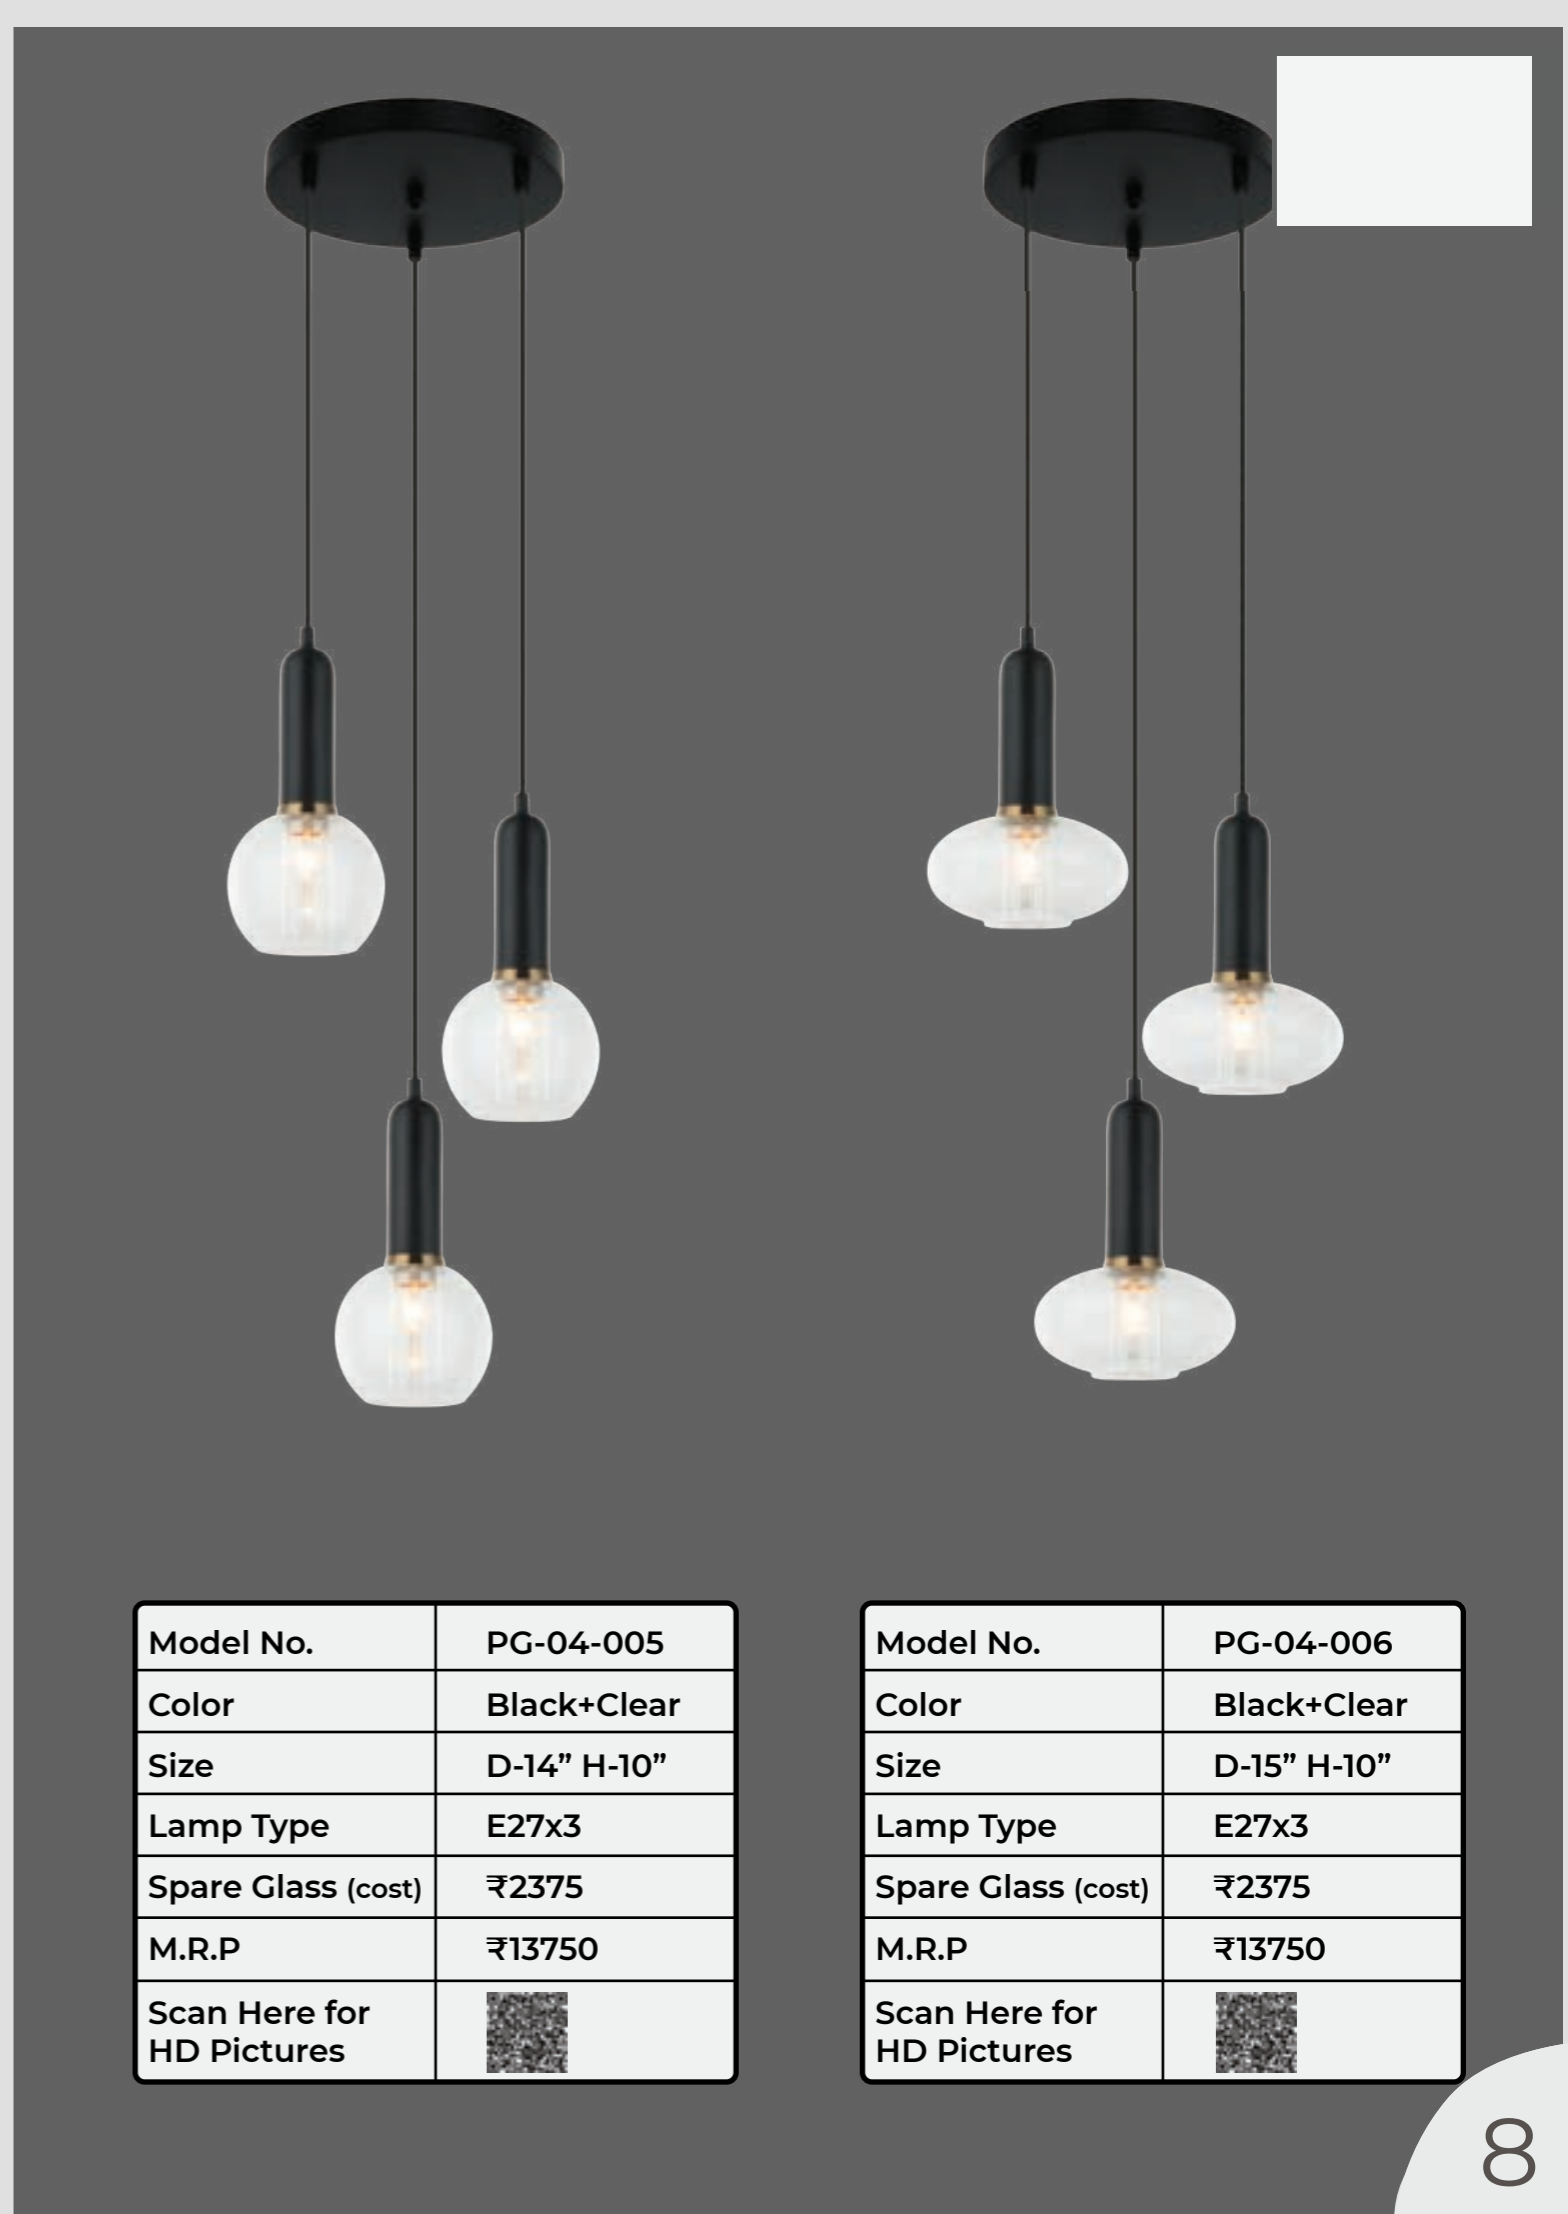 Model No. PG-04-005
Color Black+Clear
Size D-14” H-10”
Lamp Type E27x3
Spare Glass (cost) ₹2375
M.R.P ₹13750
Scan Here for
HD Pictures
Model No. PG-04-006
Color Black+Clear
Size D-15” H-10”
Lamp Type E27x3
Spare Glass (cost) ₹2375
M.R.P ₹13750
Scan Here for
HD Pictures
8